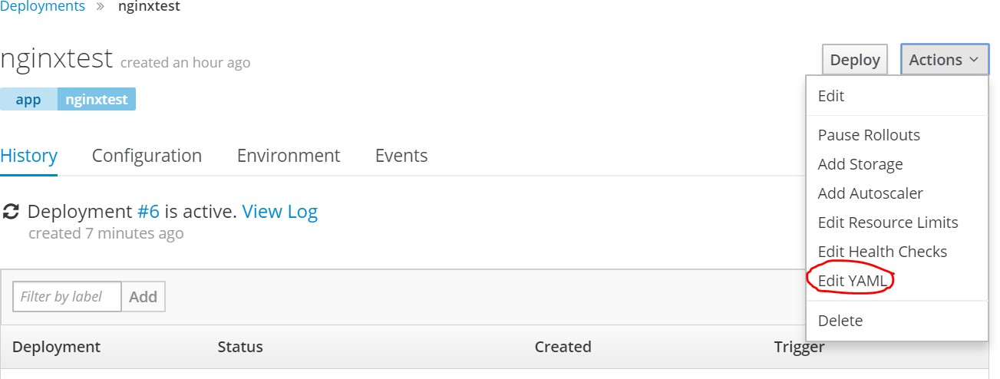 Deployments » nginxtest
nginxtest created an hour ago
Deploy Actions
app nginxtest
Edit
Pause Rollouts
Add Storage
Add Autoscaler
Edit Resource Limits
Edit Health Checks
Edit YAML
Delete
History Configuration Environment Events
Deployment #6 is active. View Log
created 7 minutes ago
Filter by label Add
Deployment Status Created Trigger